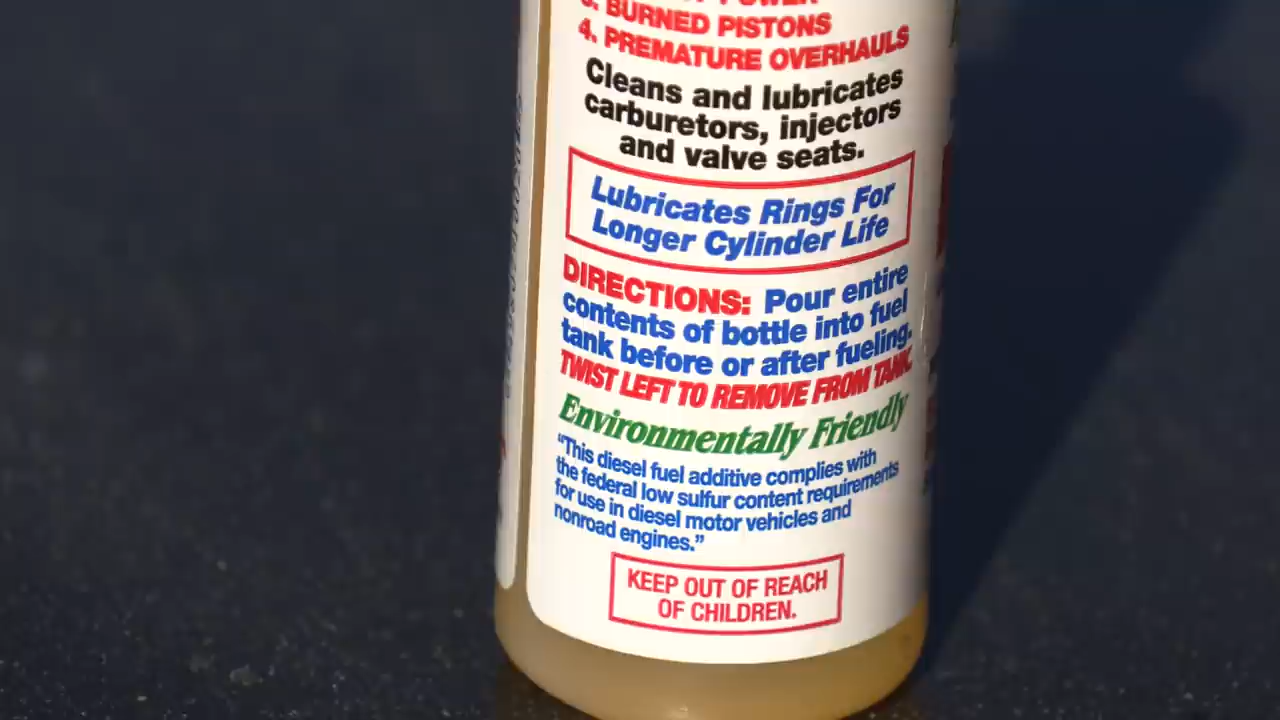 POWER
3. BURNED PISTONS
4. PREMATURE OVERHAULS
Cleans and lubricates
carburetors, injectors
and valve seats.
Lubricates Rings For
Longer Cylinder Life
DIRECTIONS: Pour entire
contents of bottle into fuel
tank before or after fueling.
TWIST LEFT TO REMOVE FROM TANK.
Environmentally Friendly
“This diesel fuel additive complies with
the federal low sulfur content requirements
for use in diesel motor vehicles and
nonroad engines.”
KEEP OUT OF REACH
OF CHILDREN.